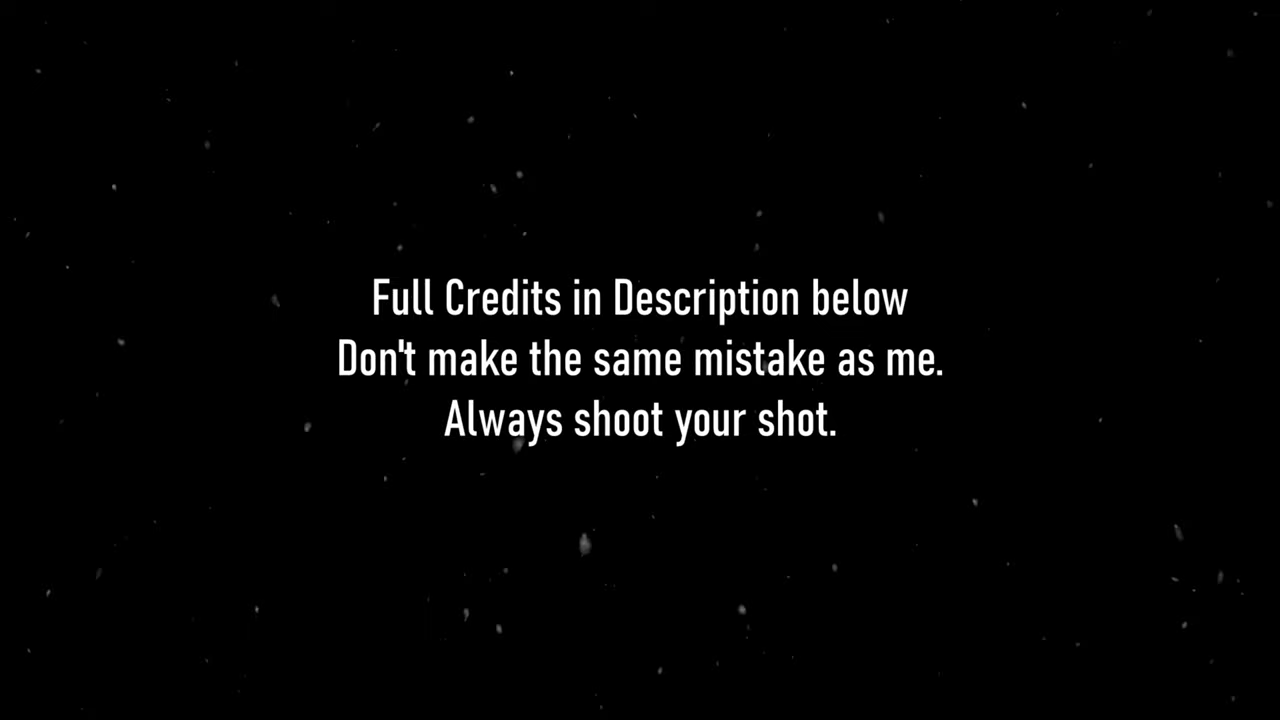 Full Credits in Description below
Don't make the same mistake as me.
Always shoot your shot.